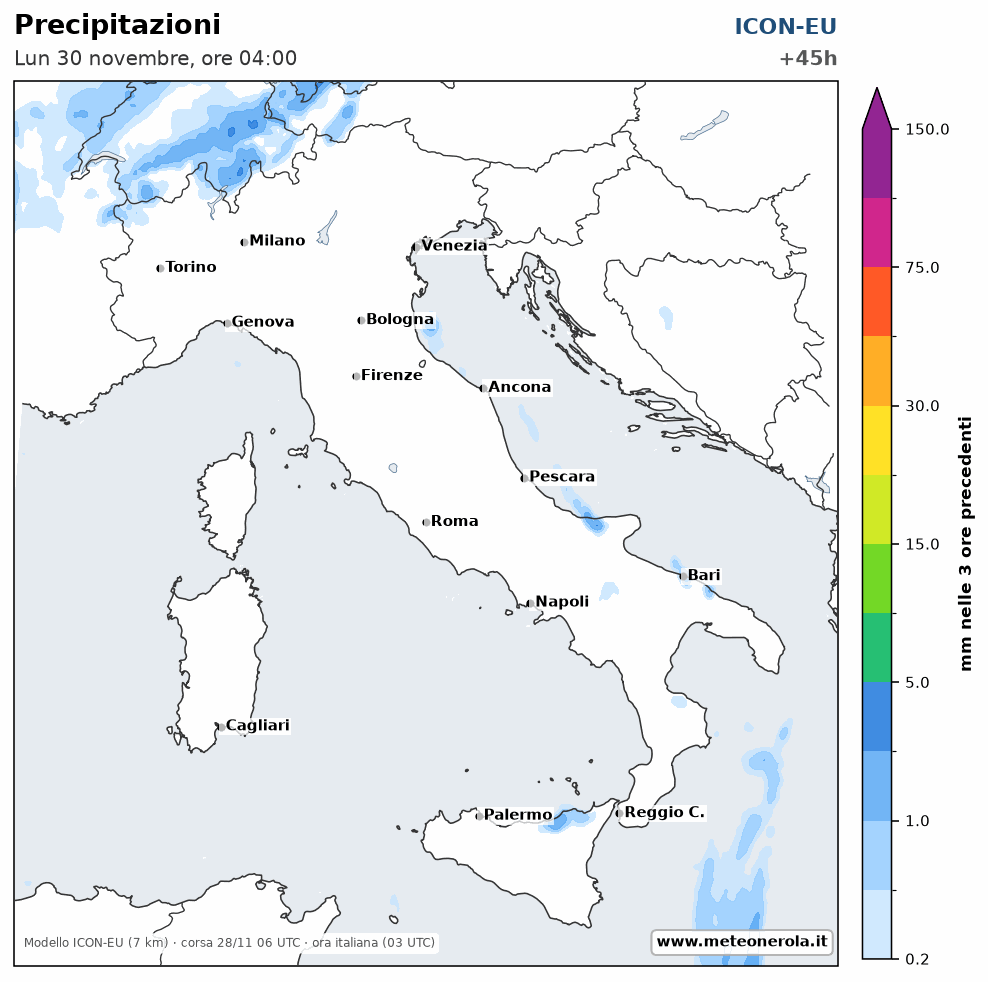 Precipitazioni
ICON-EU
Lun 30 novembre, ore 04:00
+45h
150.0
75.0
30.0
15.0
5.0
1.0
0.2
mm nelle 3 ore precedenti
Milano
Venezia
Torino
Genova
Bologna
Firenze
Ancona
Pescara
Roma
Bari
Napoli
Cagliari
Palermo
Reggio C.
Modello ICON-EU (7 km) · corsa 28/11 06 UTC · ora italiana (03 UTC)
www.meteonerola.it